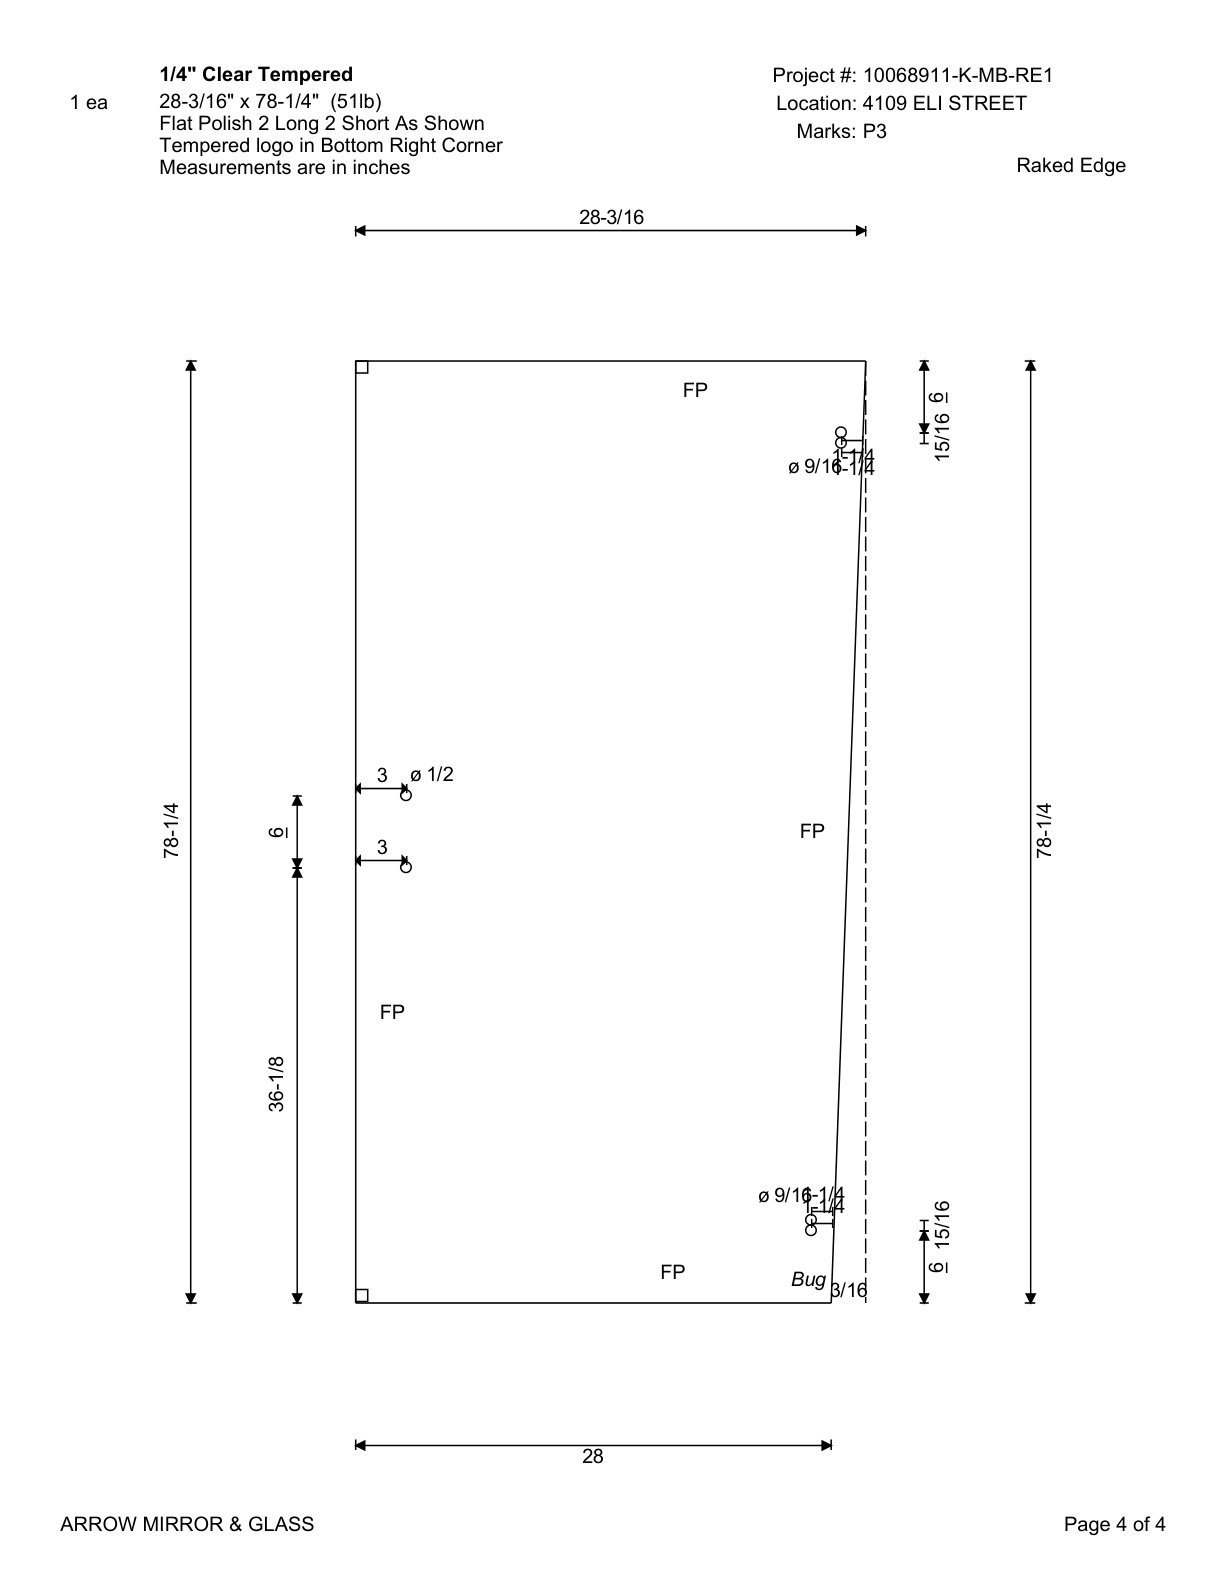 1/4" Clear Tempered
Project #: 10068911-K-MB-RE1
1 ea
28-3/16" x 78-1/4" (51lb)
Location: 4109 ELI STREET
Flat Polish 2 Long 2 Short As Shown
Marks: P3
Tempered logo in Bottom Right Corner
Measurements are in inches
Raked Edge
28-3/16
FP
6
15/16
1-1/4
ø 9/16
1-1/4
3
ø 1/2
78-1/4
6
FP
78-1/4
3
FP
36-1/8
ø 9/16
1-1/4
1-1/4
15/16
6
FP
Bug
3/16
28
ARROW MIRROR & GLASS
Page 4 of 4